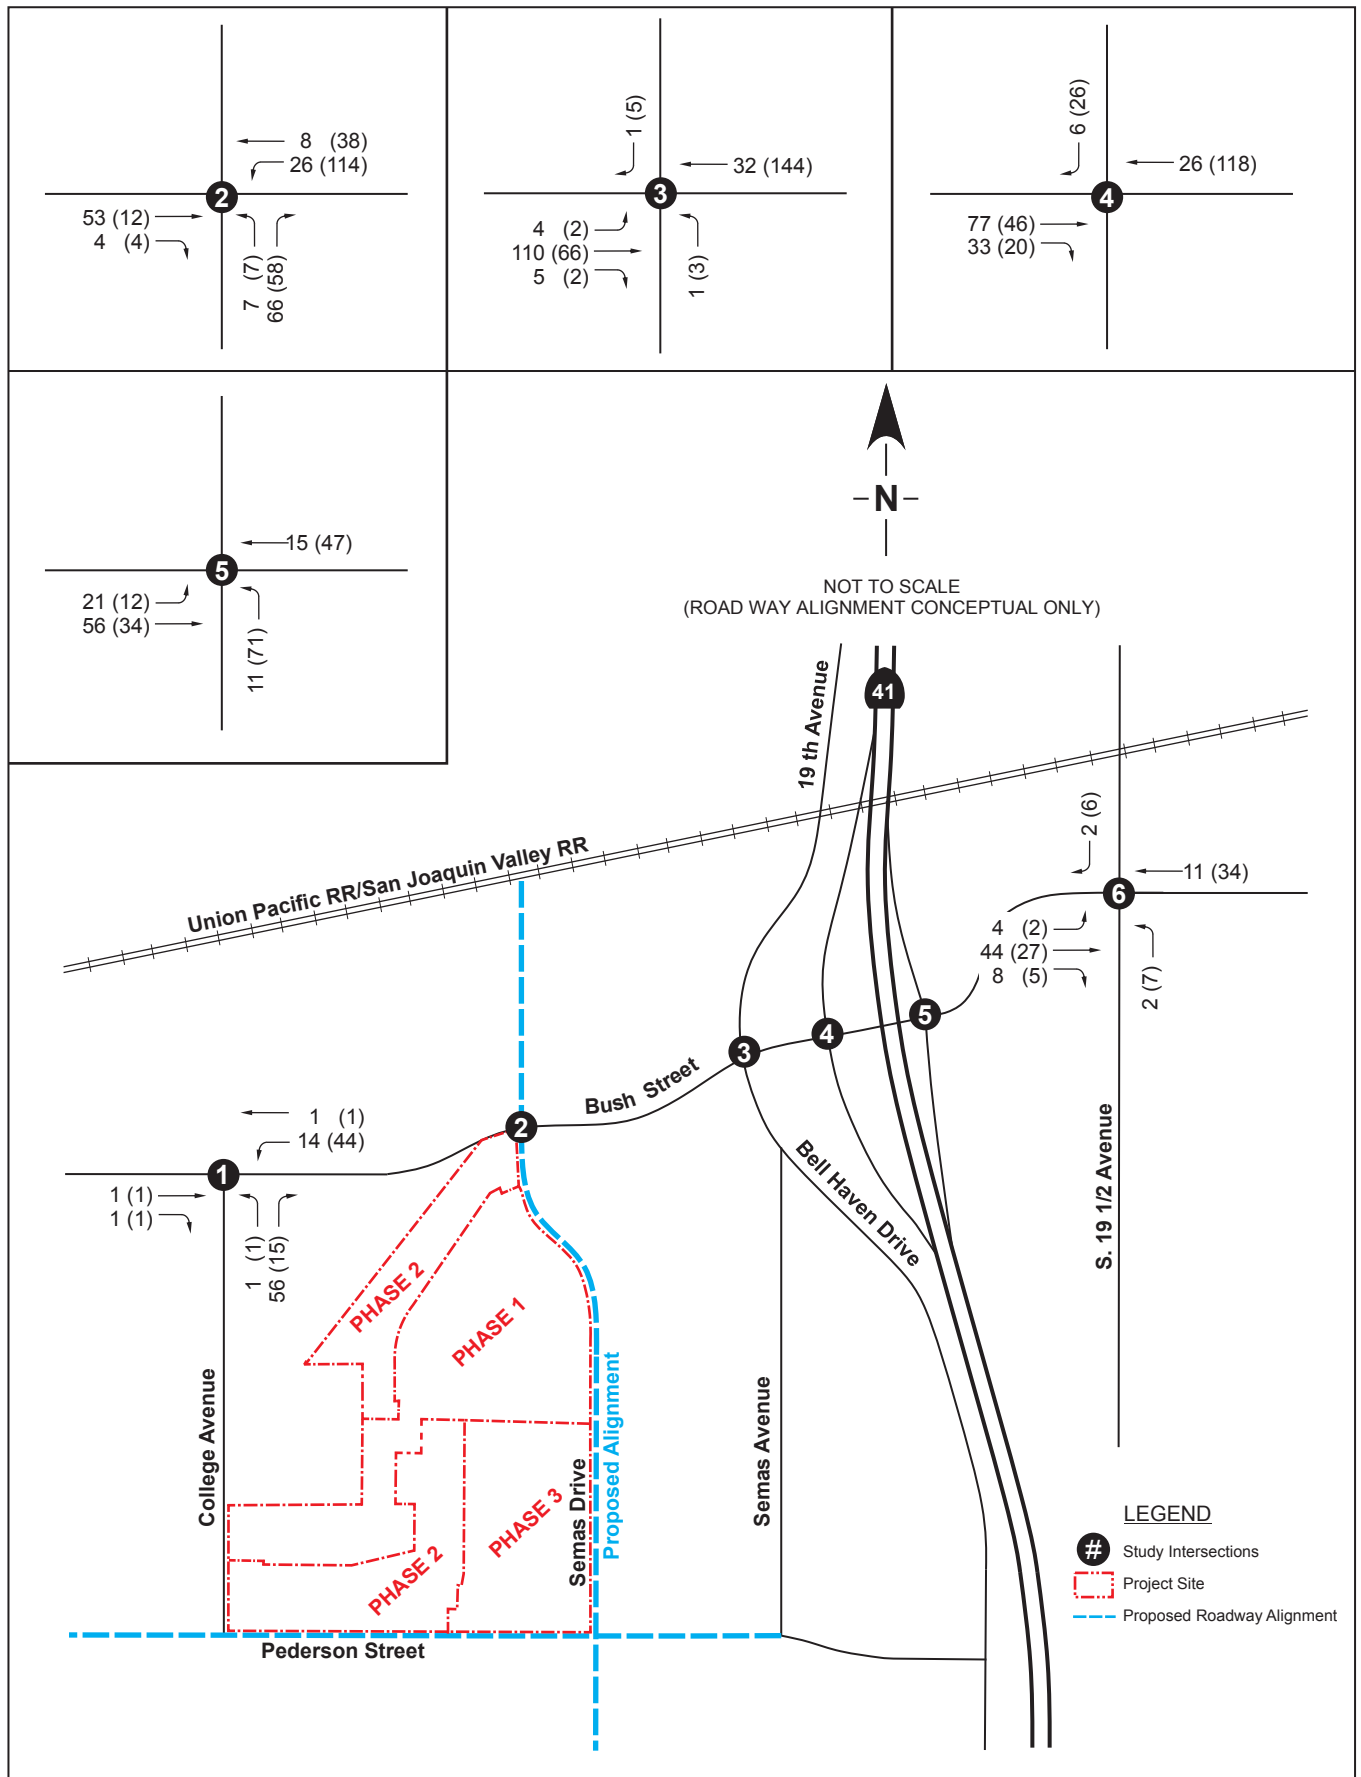 8 (38)
26 (114)
2
53 (12)
4 (4)
7 (7)
66 (58)
1 (5)
32 (144)
3
4 (2)
110 (66)
5 (2)
1 (3)
6 (26)
26 (118)
4
77 (46)
33 (20)
15 (47)
5
21 (12)
56 (34)
11 (71)
N
NOT TO SCALE
(ROAD WAY ALIGNMENT CONCEPTUAL ONLY)
19 th Avenue
41
Union Pacific RR/San Joaquin Valley RR
2 (6)
11 (34)
6
4 (2)
44 (27)
8 (5)
2 (7)
5
4
3
Bush Street
2
1 (1)
14 (44)
1
1 (1)
1 (1)
1 (1)
56 (15)
Bell Haven Drive
S. 19 1/2 Avenue
PHASE 2
PHASE 1
College Avenue
Semas Drive
Proposed Alignment
Semas Avenue
PHASE 3
PHASE 2
Pederson Street
LEGEND
# Study Intersections
Project Site
Proposed Roadway Alignment